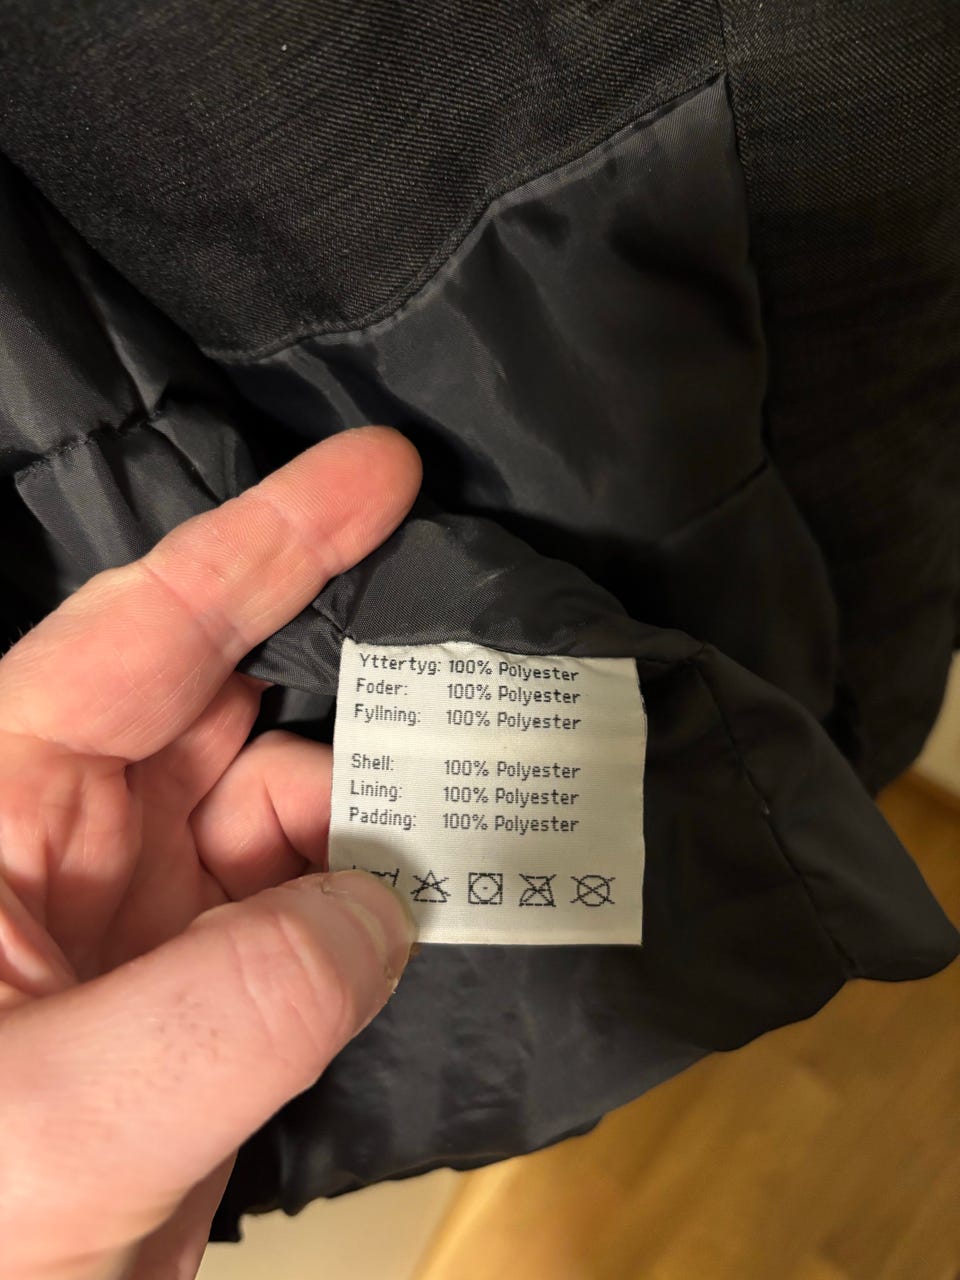 Yttertyg: 100% Polyester
Foder: 100% Polyester
Fyllning: 100% Polyester
Shell: 100% Polyester
Lining: 100% Polyester
Padding: 100% Polyester